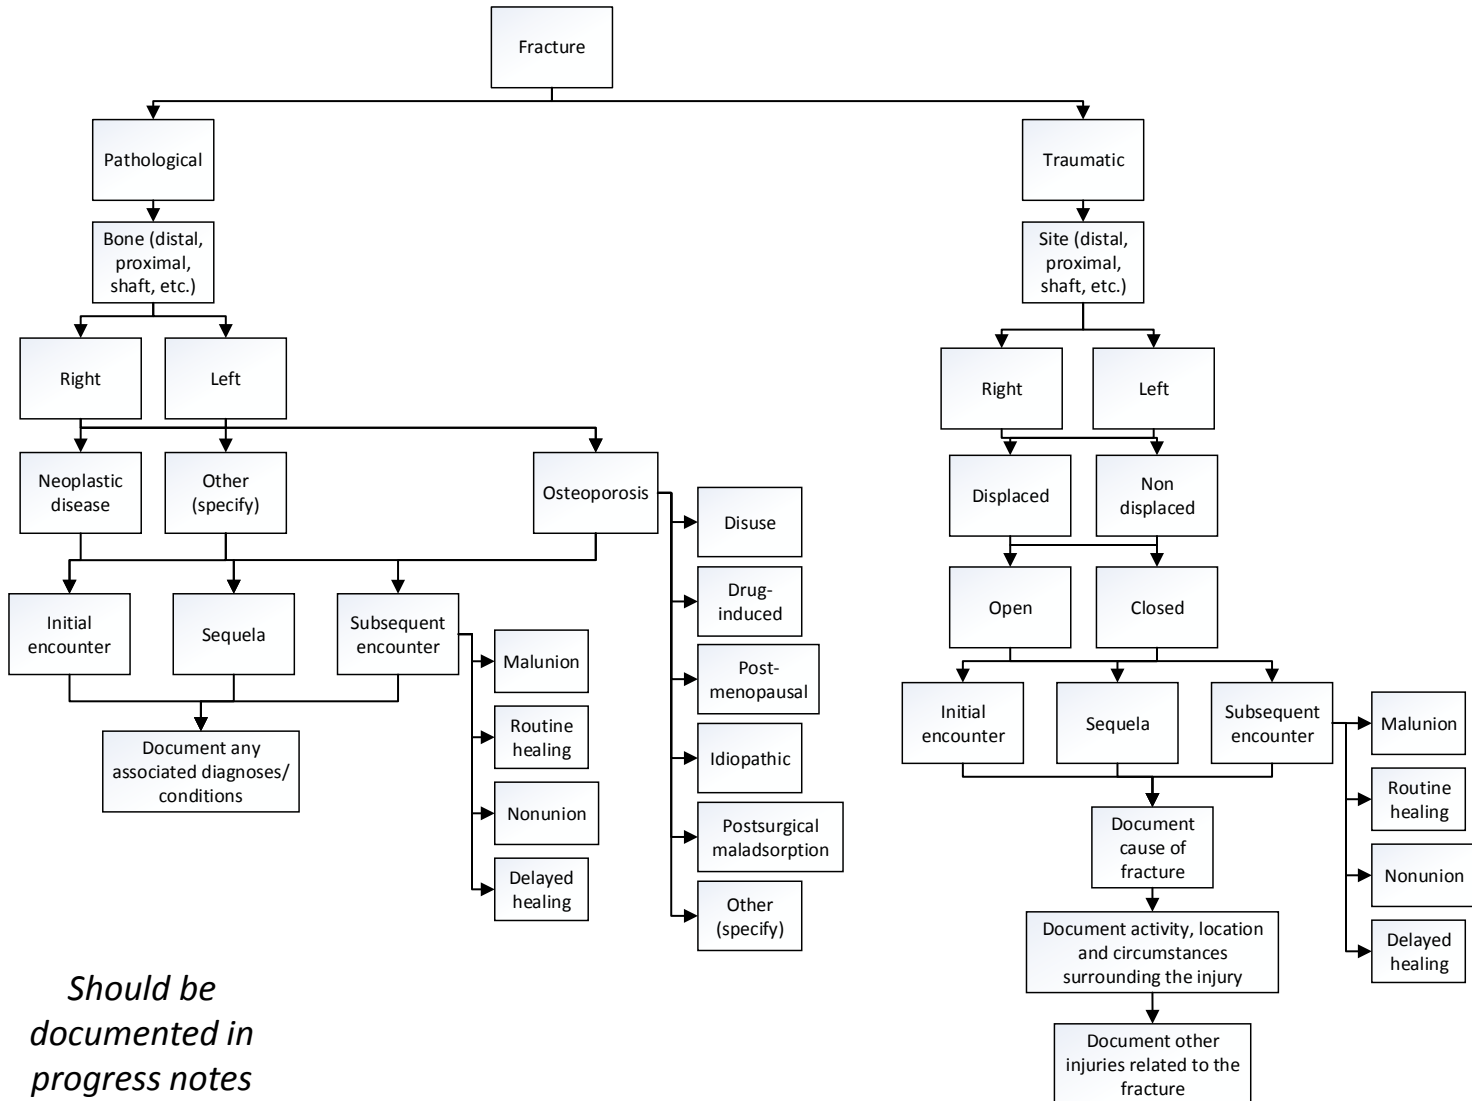 Fracture
Pathological
Traumatic
Bone (distal,
proximal,
shaft, etc.)
Site (distal,
proximal,
shaft, etc.)
Right
Left
Right
Left
Neoplastic
disease
Other
(specify)
Osteoporosis
Displaced
Non
displaced
Disuse
Drug-
induced
Post-
menopausal
Idiopathic
Postsurgical
maladsorption
Other
(specify)
Open
Closed
Initial
encounter
Sequela
Subsequent
encounter
Malunion
Routine
healing
Nonunion
Delayed
healing
Document any
associated diagnoses/
conditions
Initial
encounter
Sequela
Subsequent
encounter
Malunion
Routine
healing
Nonunion
Delayed
healing
Document
cause of
fracture
Document activity, location
and circumstances
surrounding the injury
Document other
injuries related to the
fracture
Should be
documented in
progress notes